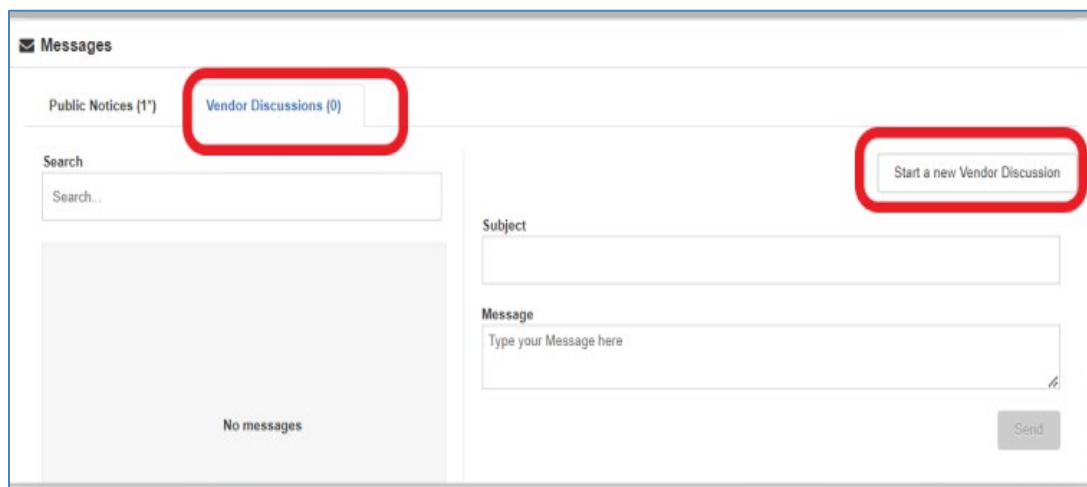 Messages
Public Notices (1*)
Vendor Discussions (0)
Search
Search...
No messages
Start a new Vendor Discussion
Subject
Message
Type your Message here
Send